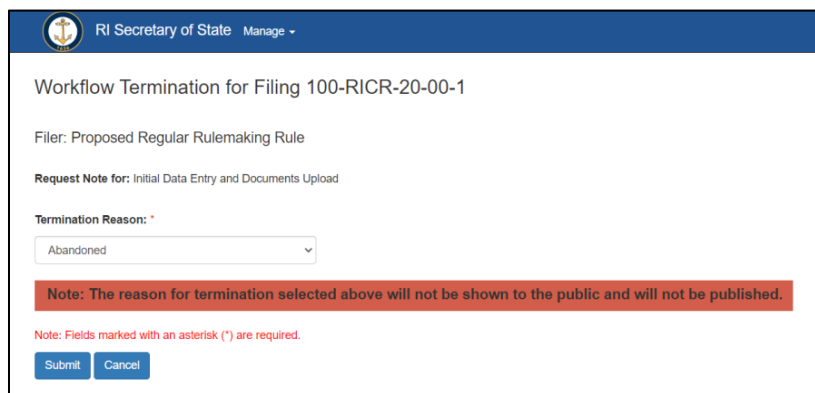 RI Secretary of State Manage
Workflow Termination for Filing 100-RICR-20-00-1
Filer: Proposed Regular Rulemaking Rule
Request Note for: Initial Data Entry and Documents Upload
Termination Reason: *
Abandoned
Note: The reason for termination selected above will not be shown to the public and will not be published.
Note: Fields marked with an asterisk (*) are required.
Submit Cancel